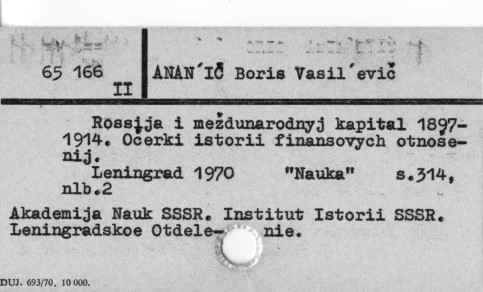 65 166
II
ANAN´IČ Boris Vasil´evič
Rossija i meždunarodnyj kapital 1897-
1914. Očerki istorii finansovych otnoše-
nij.
Leningrad 1970 "Nauka" s.314,
nlb.2
Akademija Nauk SSSR. Institut Istorii SSSR.
Leningradskoe Otdele- nie.
DUJ. 693/70, 10 000.